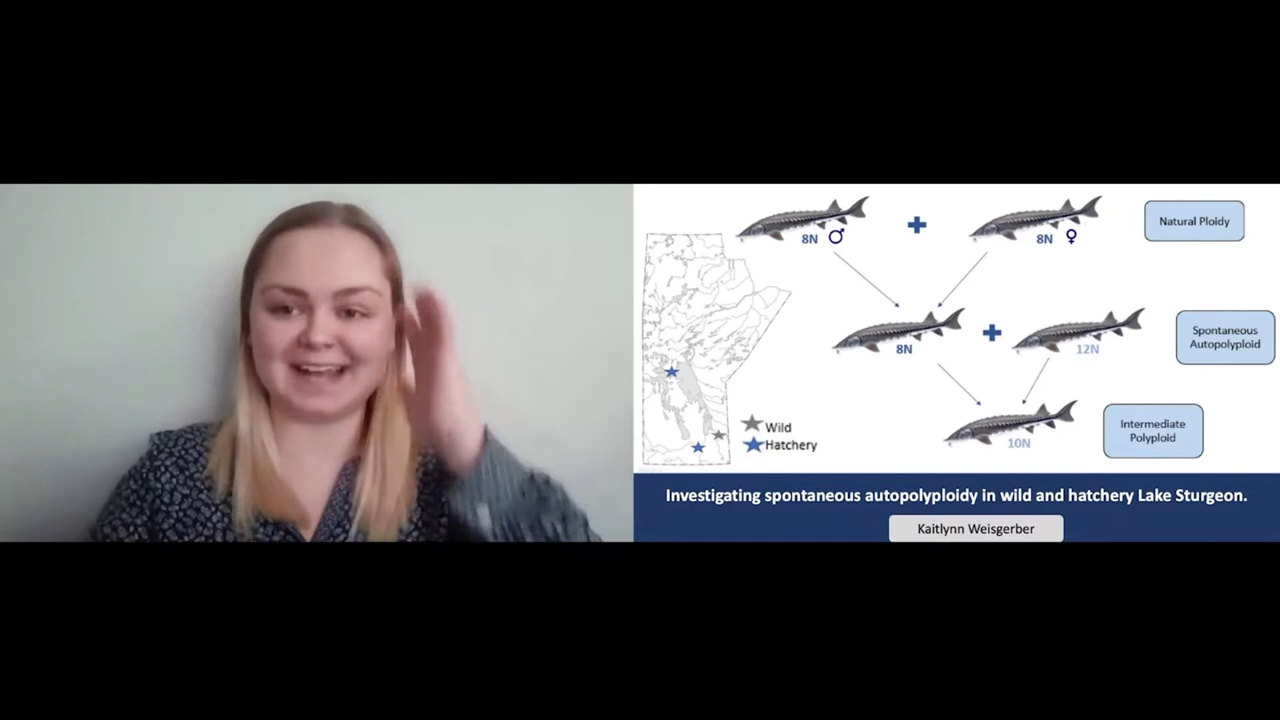 8N ♂
8N ♀
Natural Ploidy
8N
12N
Spontaneous
Autopolyploid
Wild
Hatchery
10N
Intermediate
Polyploid
Investigating spontaneous autopolyploidy in wild and hatchery Lake Sturgeon.
Kaitlynn Weisgerber